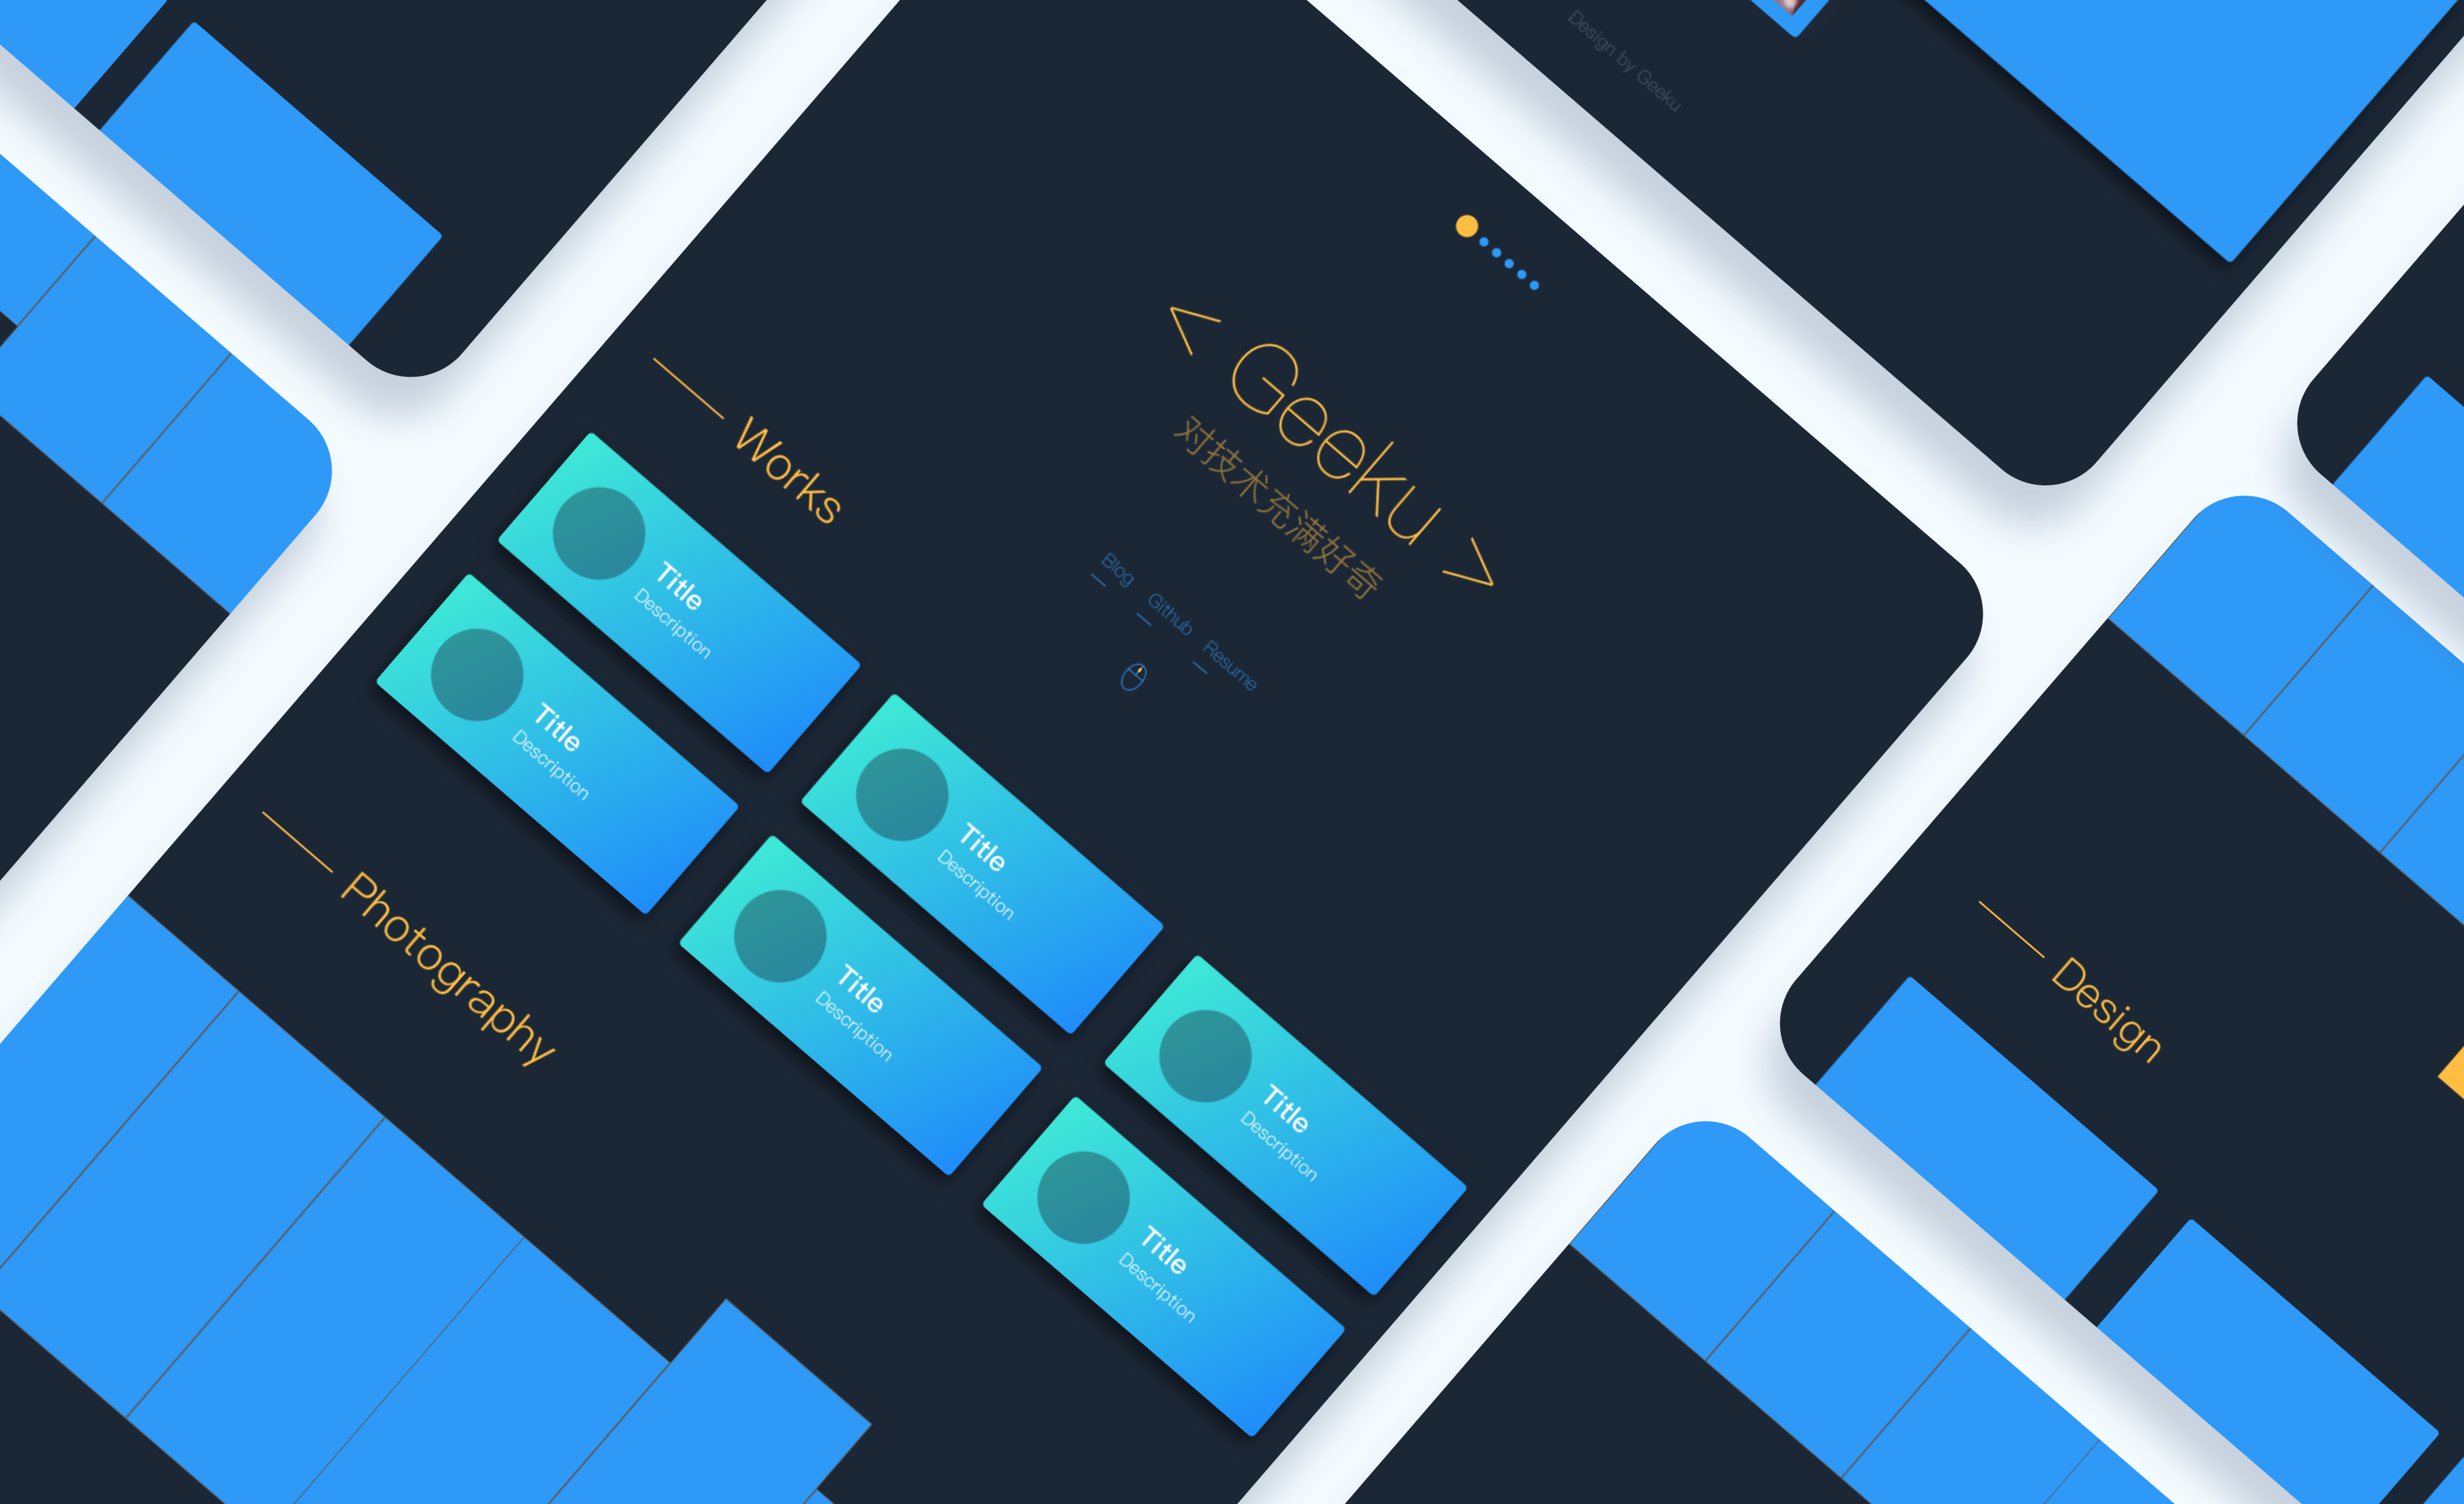 Design by Geeku
< Geeku >
对技术充满好奇
Blog Github Resume
Works
Title
Description
Title
Description
Title
Description
Title
Description
Title
Description
Title
Description
Photography
Design